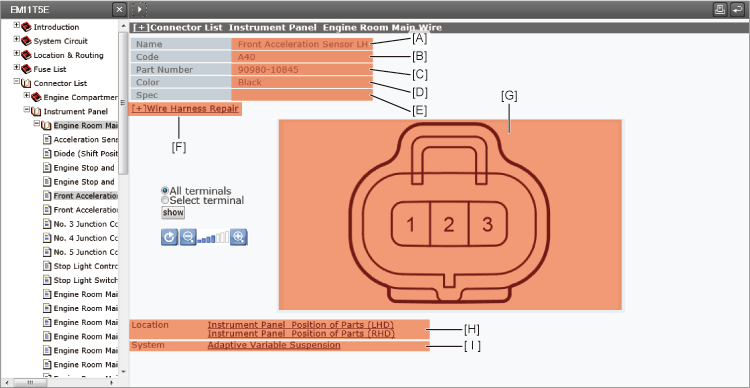 EM11T5E
Introduction
System Circuit
Location & Routing
Fuse List
Connector List
Engine Compartme
Instrument Panel
Engine Room Mai
Acceleration Sens
Diode (Shift Posit
Engine Stop and
Engine Stop and
Front Acceleration
Front Acceleration
No. 3 Junction Co
No. 4 Junction Co
No. 5 Junction Co
Stop Light Contro
Stop Light Switch
Engine Room Mai
Engine Room Mai
Engine Room Mai
Engine Room Mai
Engine Room Mai
Engine Room Mai
Engine Room Mai
[+]Connector List Instrument Panel Engine Room Main Wire
Name Front Acceleration Sensor LH [A]
Code A40 [B]
Part Number 90980-10845 [C]
Color Black [D]
Spec [E]
[+]Wire Harness Repair
[F]
[G]
All terminals
Select terminal
show
1 2 3
Location Instrument Panel Position of Parts (LHD)
Instrument Panel Position of Parts (RHD)
[H]
System Adaptive Variable Suspension [I]